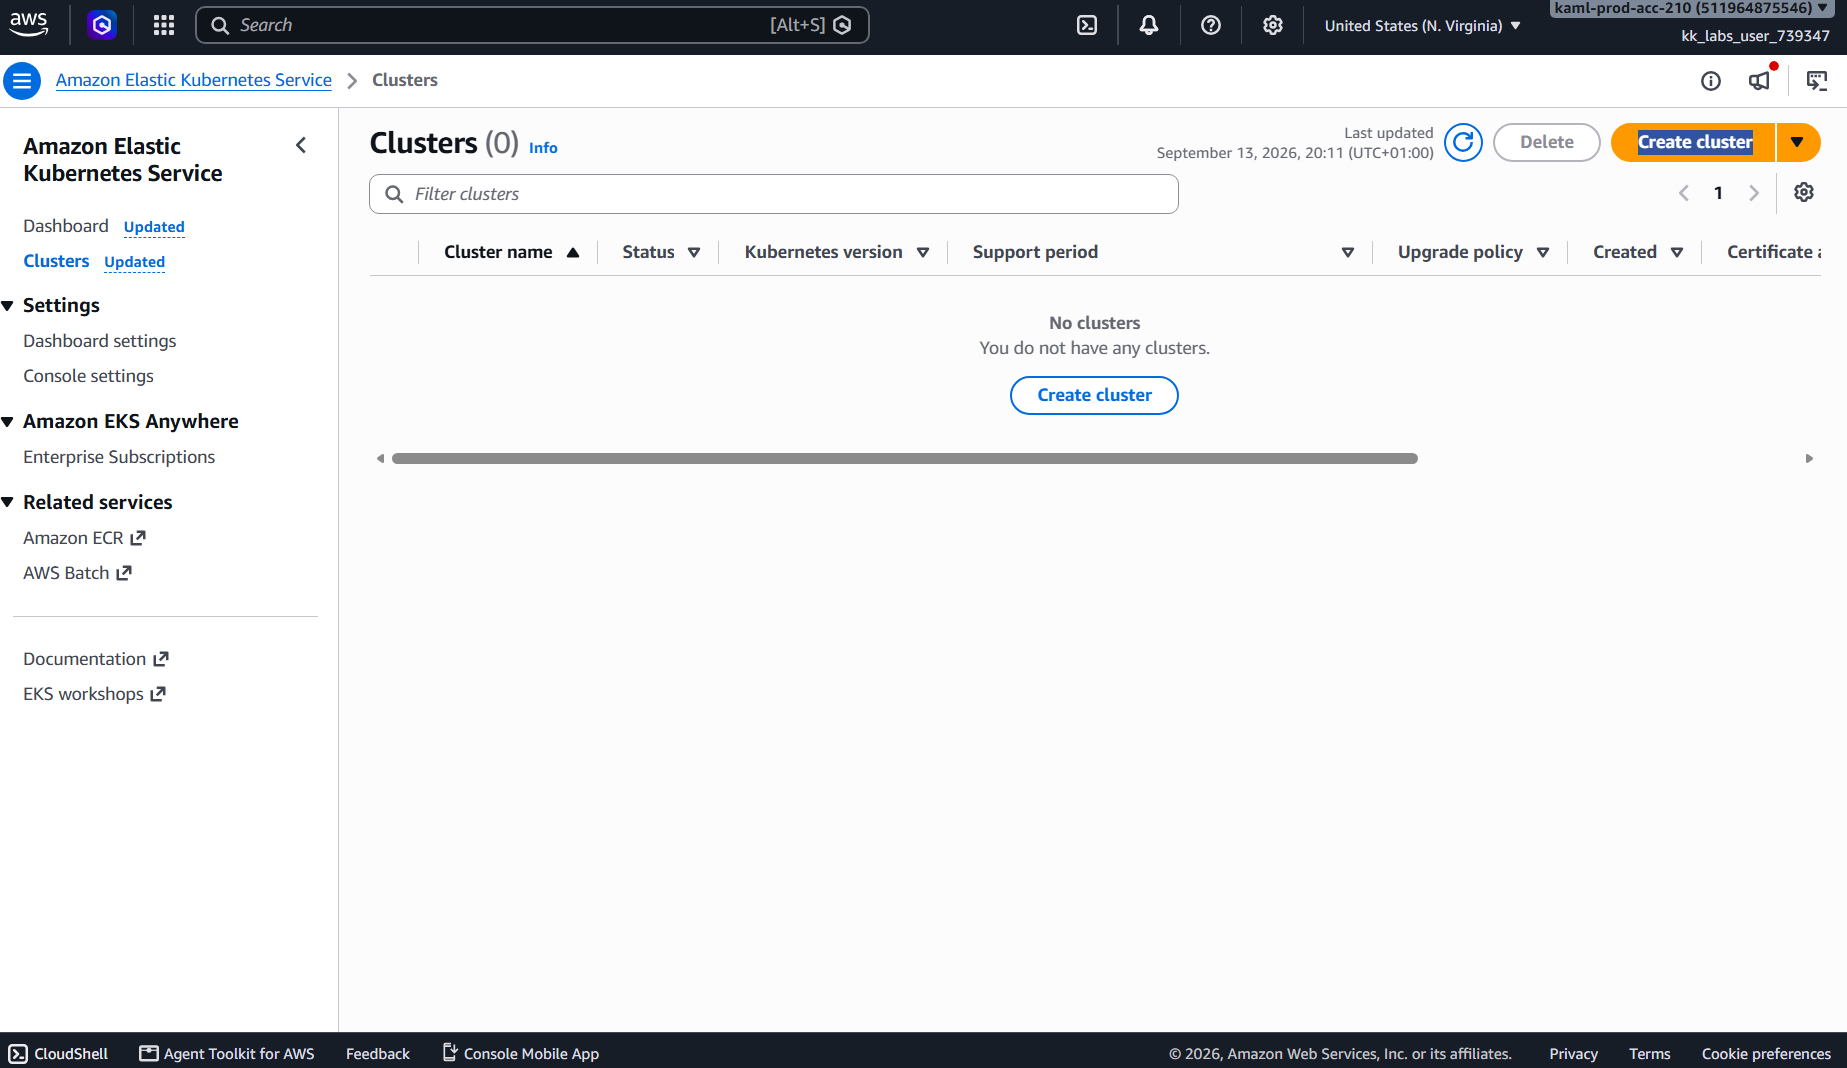 aws
Search [Alt+S]
United States (N. Virginia)
kaml-prod-acc-210 (511964875546)
kk_labs_user_739347
Amazon Elastic Kubernetes Service > Clusters
Amazon Elastic
Kubernetes Service
Dashboard Updated
Clusters Updated
Settings
Dashboard settings
Console settings
Amazon EKS Anywhere
Enterprise Subscriptions
Related services
Amazon ECR
AWS Batch
Documentation
EKS workshops
Clusters (0) Info
Last updated
September 13, 2026, 20:11 (UTC+01:00)
Delete
Create cluster
Filter clusters
1
Cluster name Status Kubernetes version Support period Upgrade policy Created Certificate a
No clusters
You do not have any clusters.
Create cluster
CloudShell Agent Toolkit for AWS Feedback Console Mobile App © 2026, Amazon Web Services, Inc. or its affiliates. Privacy Terms Cookie preferences